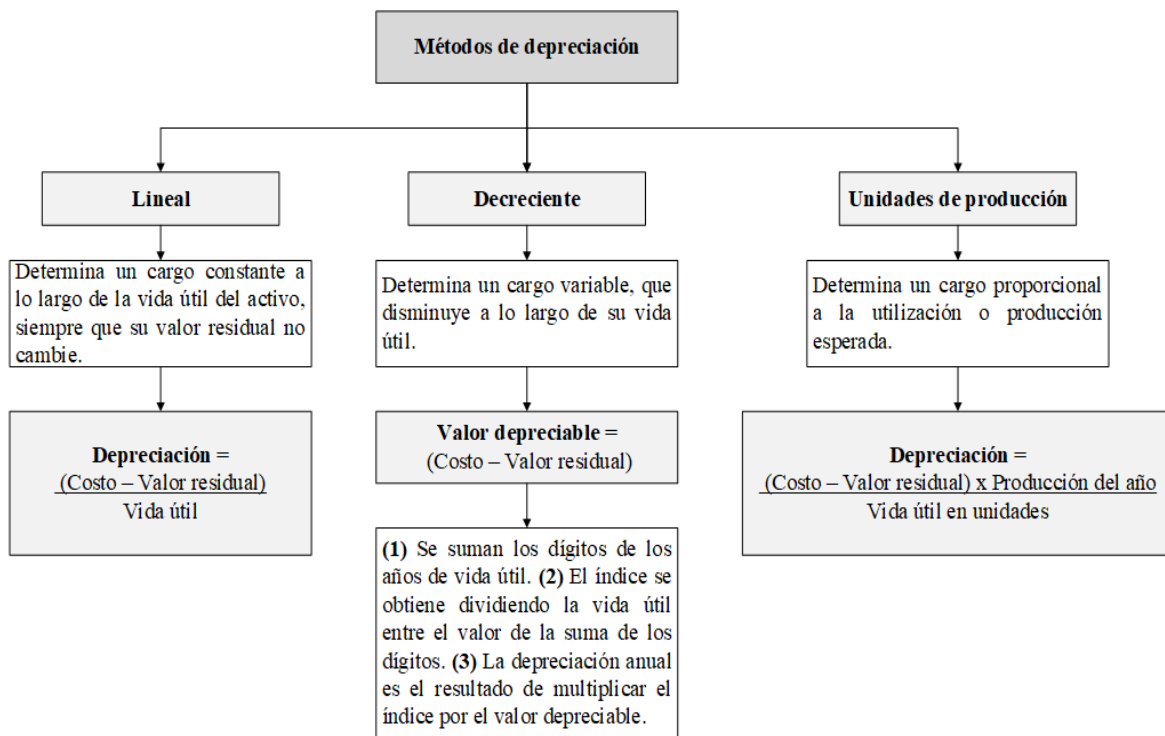 Métodos de depreciación
Lineal
Determina un cargo constante a
lo largo de la vida útil del activo,
siempre que su valor residual no
cambie.
Depreciación =
(Costo – Valor residual)
Vida útil
Decreciente
Determina un cargo variable, que
disminuye a lo largo de su vida
útil.
Valor depreciable =
(Costo – Valor residual)
(1) Se suman los dígitos de los
años de vida útil. (2) El índice se
obtiene dividiendo la vida útil
entre el valor de la suma de los
dígitos. (3) La depreciación anual
es el resultado de multiplicar el
índice por el valor depreciable.
Unidades de producción
Determina un cargo proporcional
a la utilización o producción
esperada.
Depreciación =
(Costo – Valor residual) x Producción del año
Vida útil en unidades